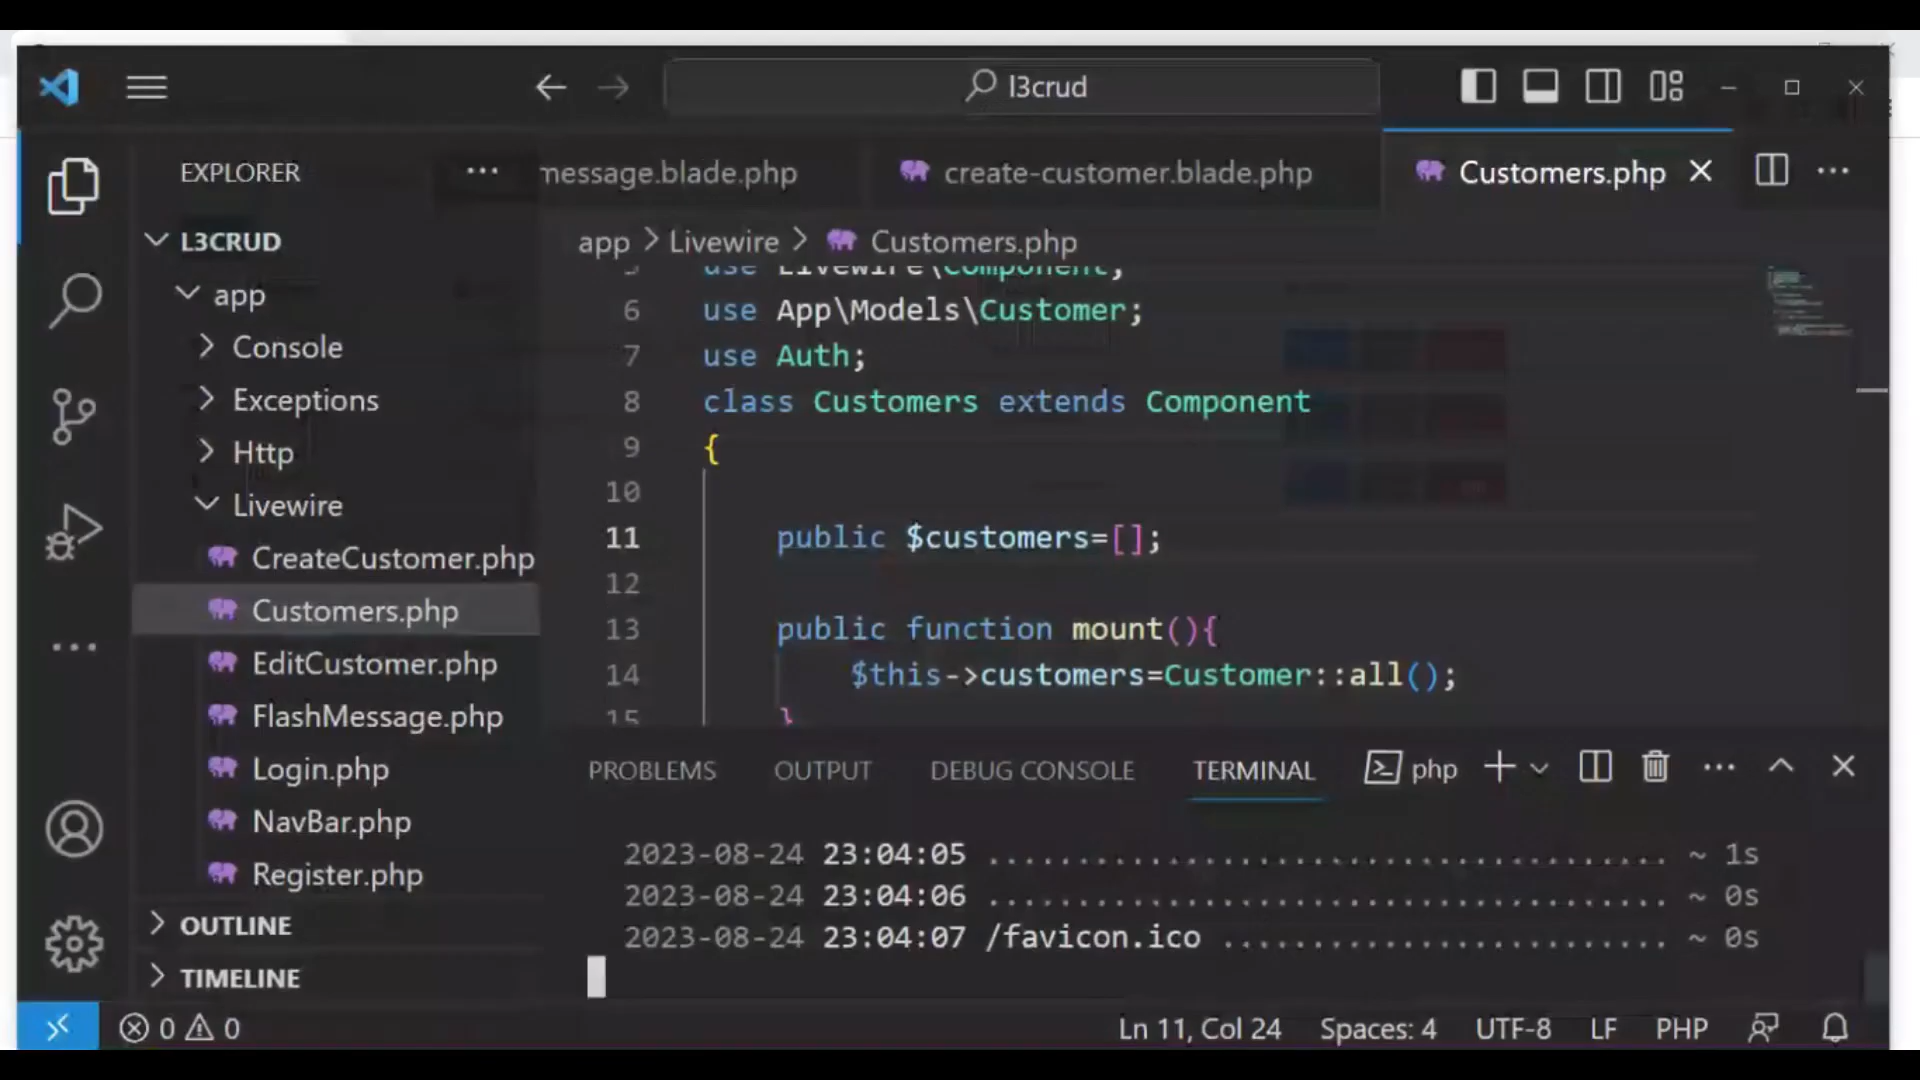 l3crud
EXPLORER
message.blade.php
create-customer.blade.php
Customers.php
L3CRUD
app
Console
Exceptions
Http
Livewire
CreateCustomer.php
Customers.php
EditCustomer.php
FlashMessage.php
Login.php
NavBar.php
Register.php
OUTLINE
TIMELINE
app > Livewire > Customers.php
5 use Livewire\Component;
6 use App\Models\Customer;
7 use Auth;
8 class Customers extends Component
9 {
10
11 public $customers=[];
12
13 public function mount(){
14 $this->customers=Customer::all();
15 }
PROBLEMS OUTPUT DEBUG CONSOLE TERMINAL php
2023-08-24 23:04:05 ..................................... ~ 1s
2023-08-24 23:04:06 ..................................... ~ 0s
2023-08-24 23:04:07 /favicon.ico ......................... ~ 0s
0 0
Ln 11, Col 24 Spaces: 4 UTF-8 LF PHP